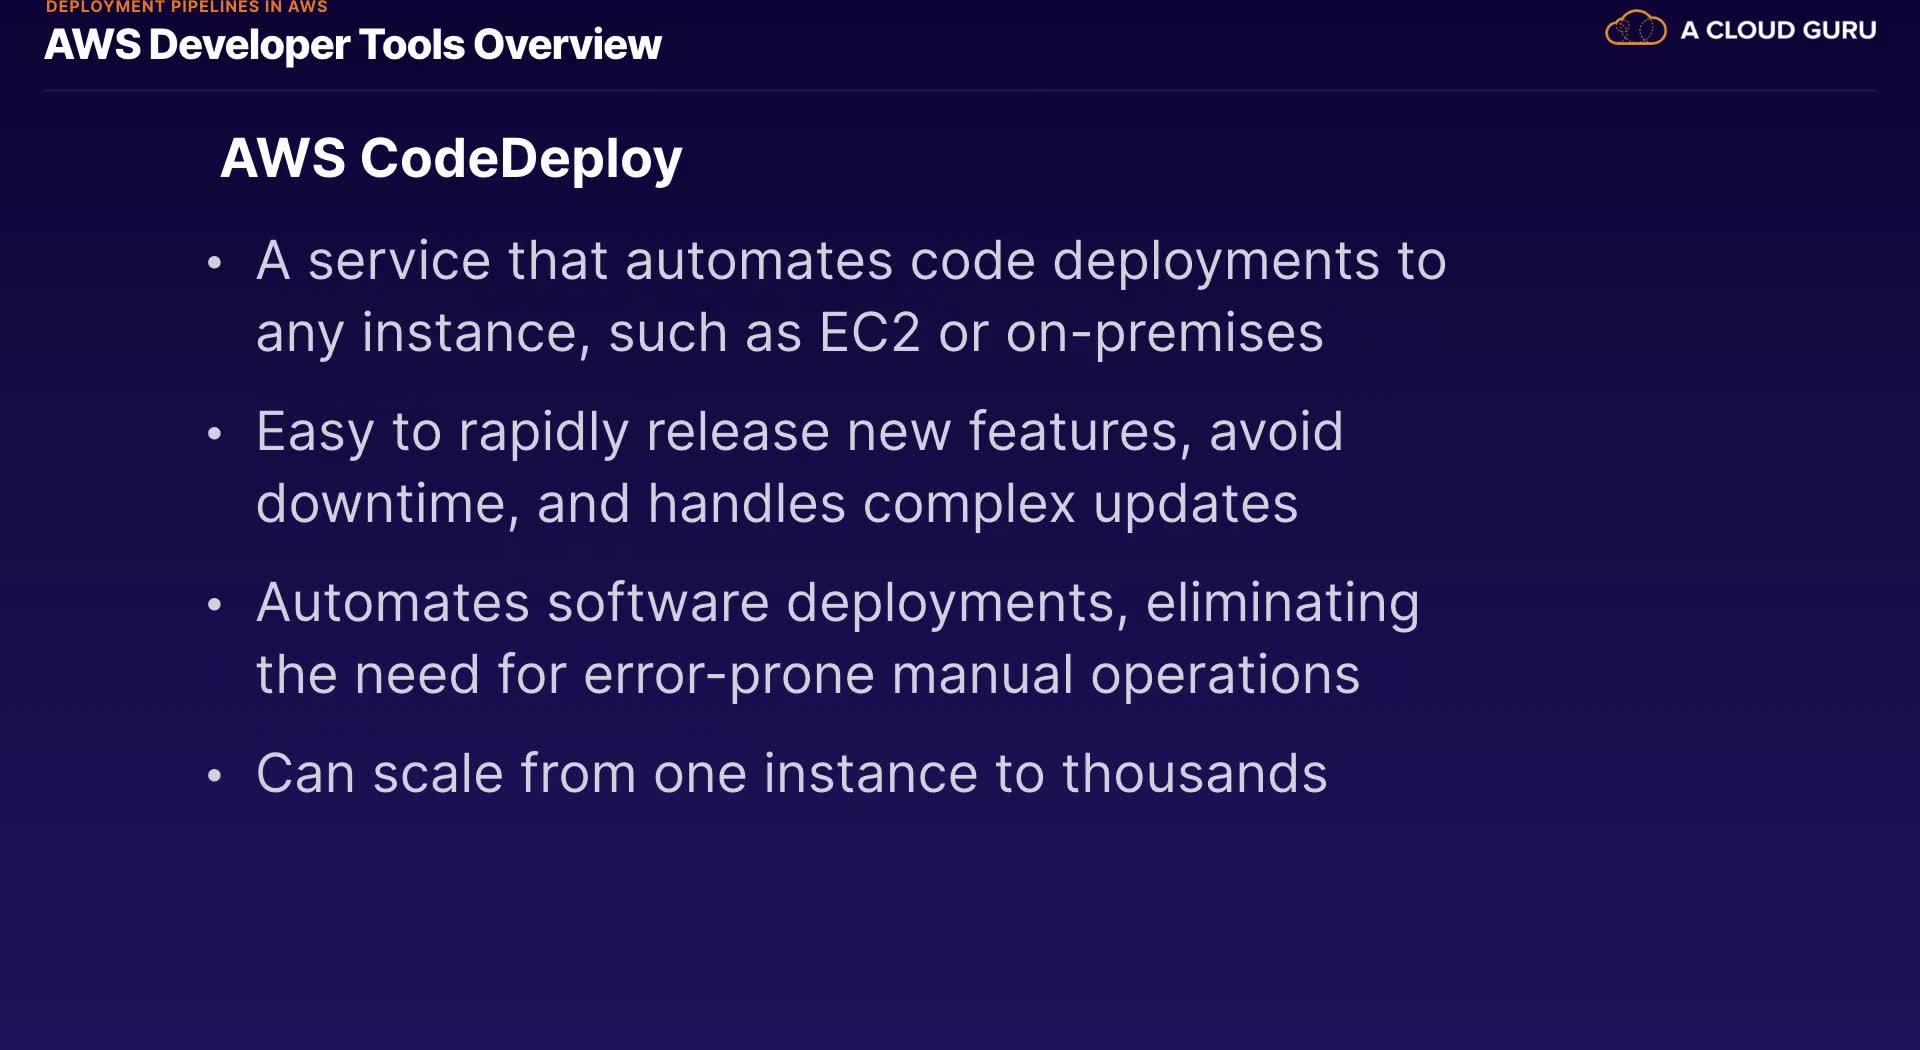 DEPLOYMENT PIPELINES IN AWS
AWS Developer Tools Overview
A CLOUD GURU
AWS CodeDeploy
• A service that automates code deployments to
any instance, such as EC2 or on-premises
• Easy to rapidly release new features, avoid
downtime, and handles complex updates
• Automates software deployments, eliminating
the need for error-prone manual operations
• Can scale from one instance to thousands